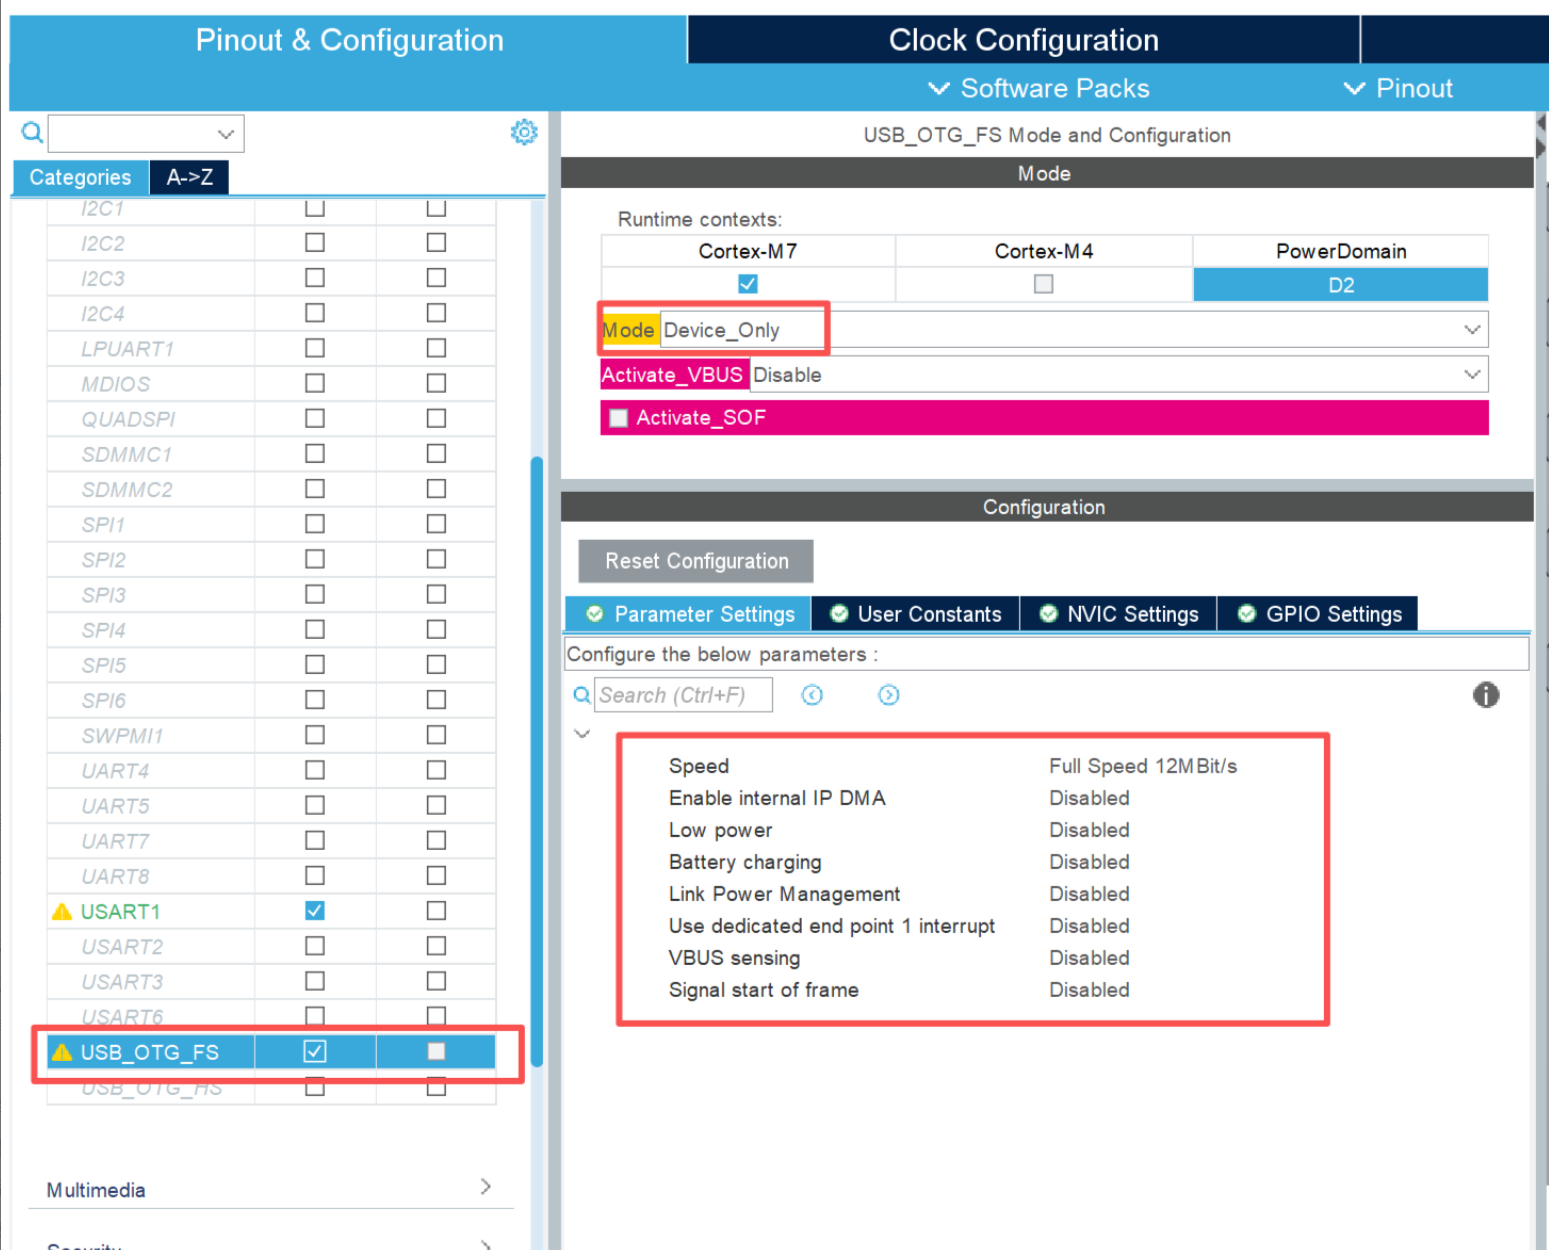 Pinout & Configuration
Clock Configuration
Software Packs
Pinout
Categories
A->Z
I2C1
I2C2
I2C3
I2C4
LPUART1
MDIOS
QUADSPI
SDMMC1
SDMMC2
SPI1
SPI2
SPI3
SPI4
SPI5
SPI6
SWPMI1
UART4
UART5
UART7
UART8
USART1
USART2
USART3
USART6
USB_OTG_FS
USB_OTG_HS
Multimedia
Security
USB_OTG_FS Mode and Configuration
Mode
Runtime contexts:
Cortex-M7 Cortex-M4 PowerDomain
D2
Mode Device_Only
Activate_VBUS Disable
Activate_SOF
Configuration
Reset Configuration
Parameter Settings User Constants NVIC Settings GPIO Settings
Configure the below parameters :
Search (Ctrl+F)
Speed Full Speed 12MBit/s
Enable internal IP DMA Disabled
Low power Disabled
Battery charging Disabled
Link Power Management Disabled
Use dedicated end point 1 interrupt Disabled
VBUS sensing Disabled
Signal start of frame Disabled